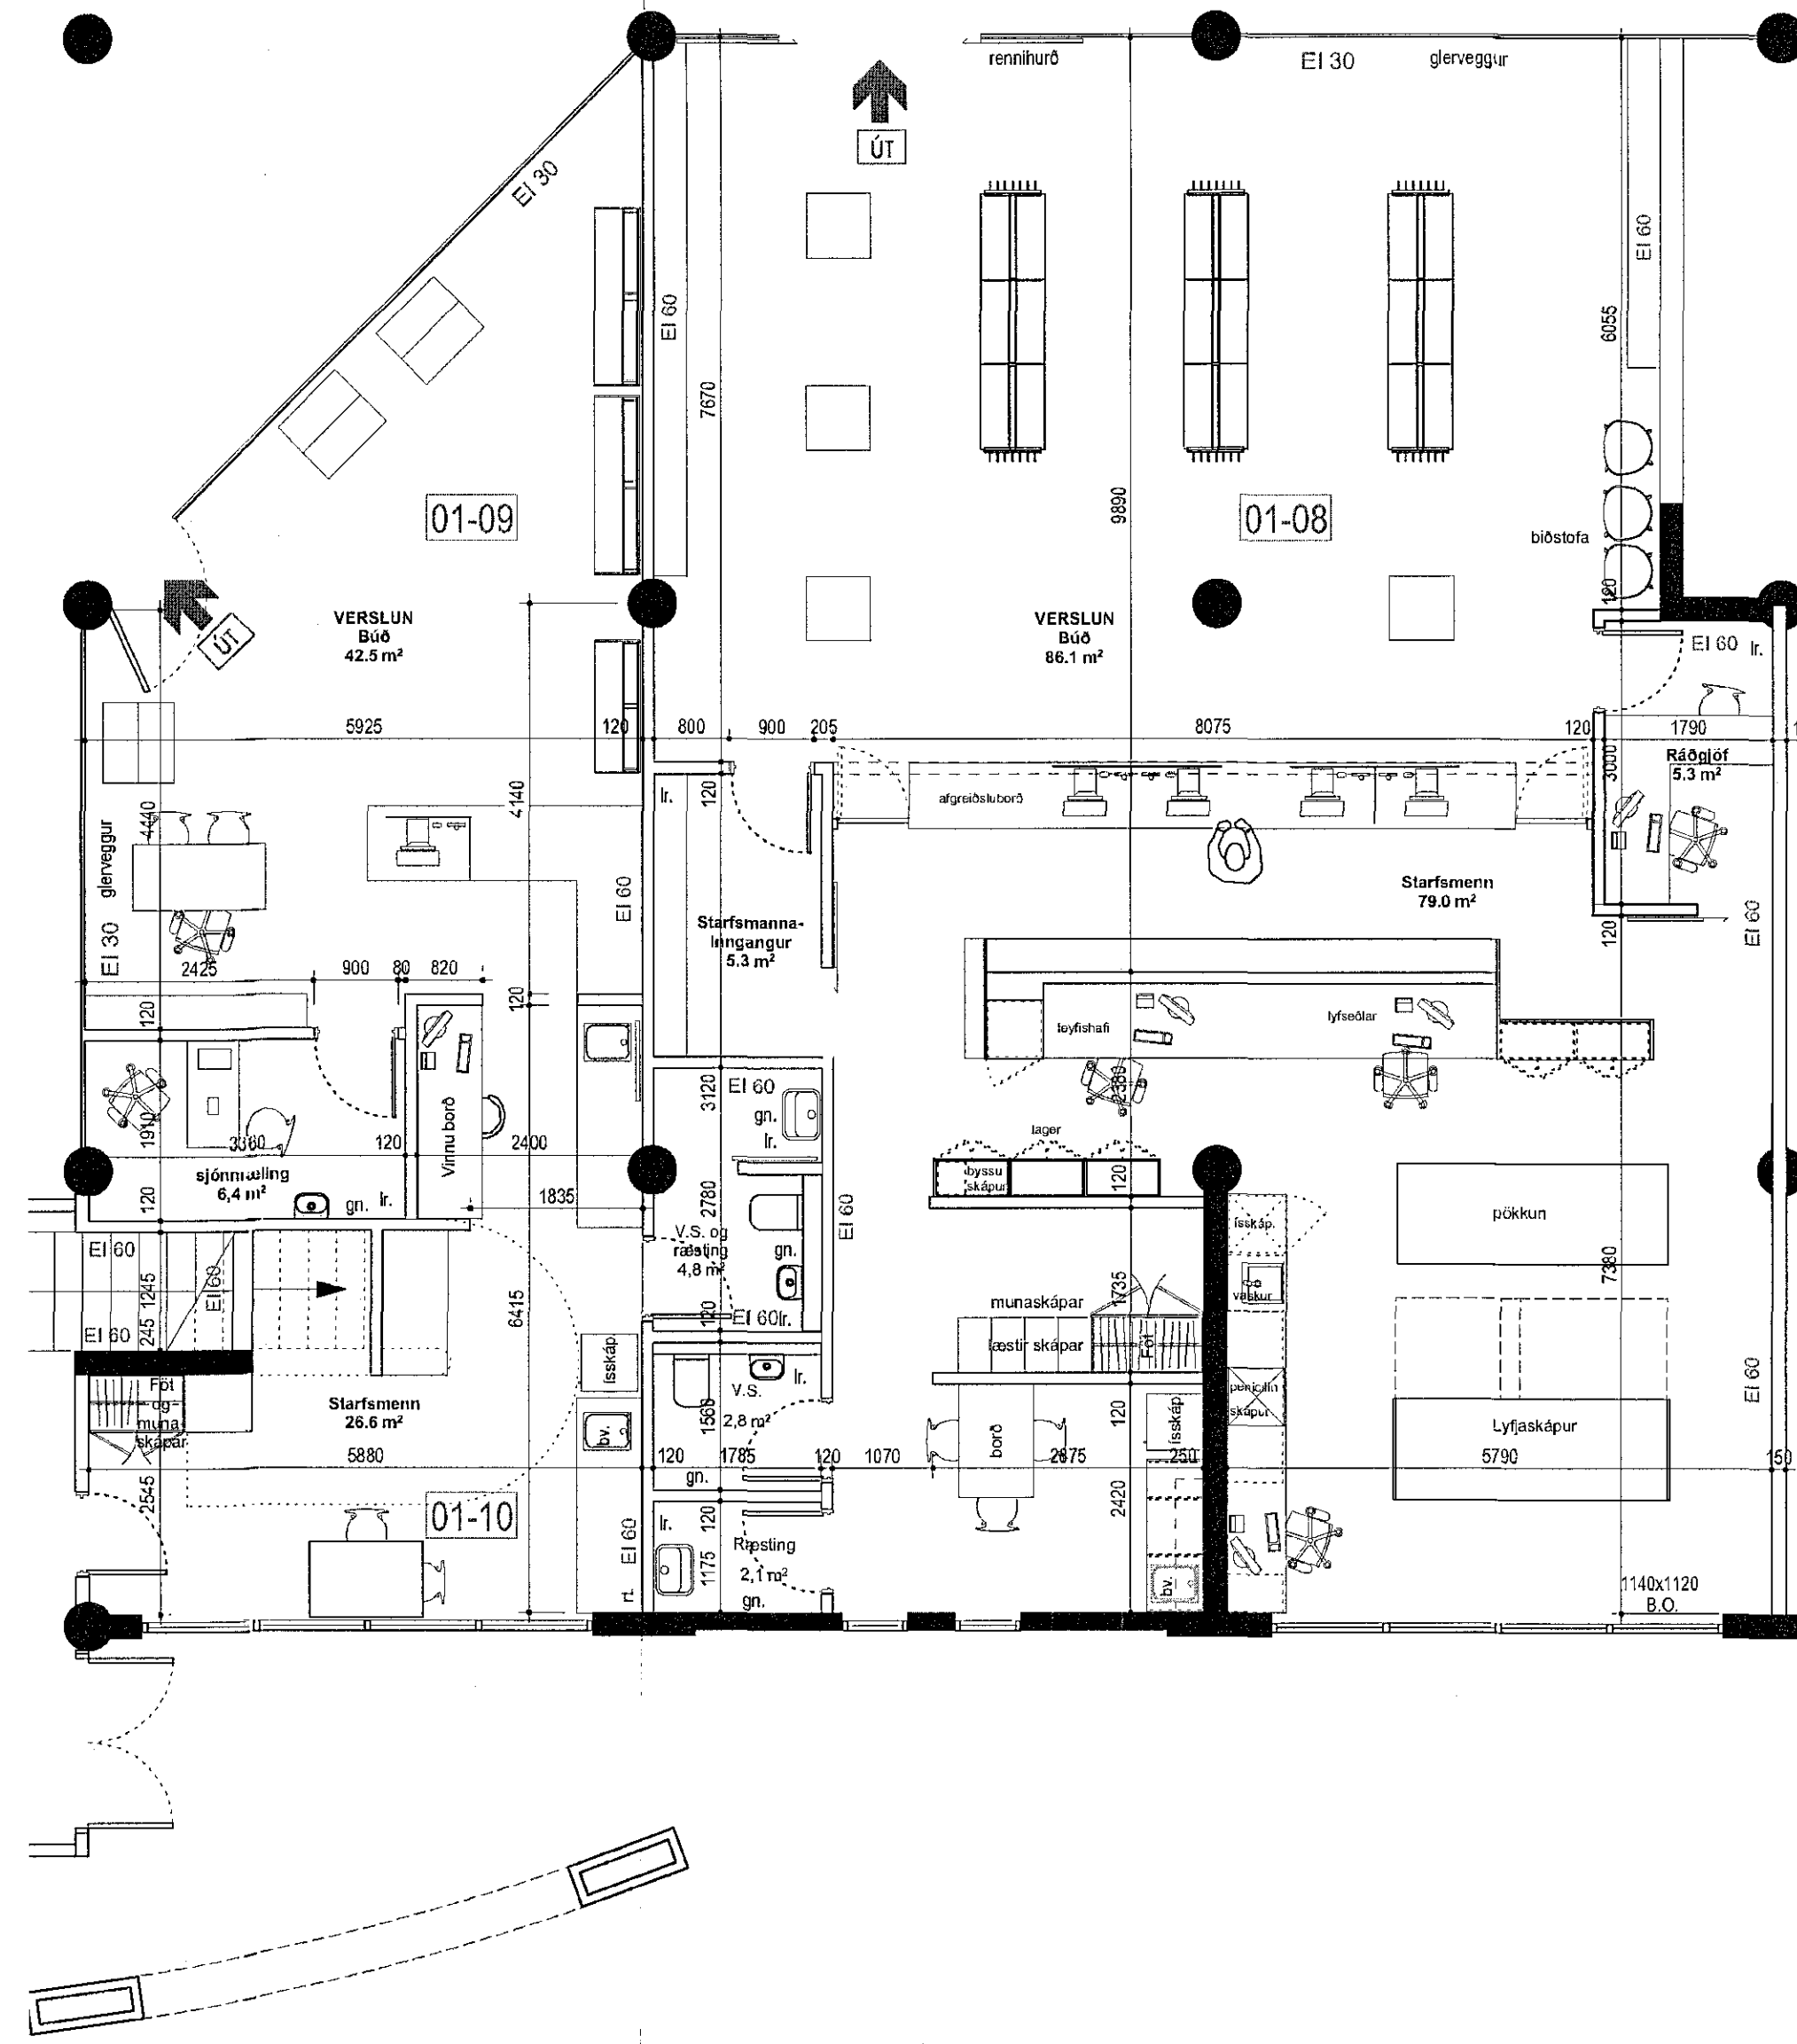 rennihurð
EI 30
glerveggur
ÚT
EI 30
EI 60
EI 60
7670
6055
9890
01-09
01-08
biðstofa
120
ÚT
VERSLUN
Búð
42.5 m²
VERSLUN
Búð
86.1 m²
EI 60
lr.
5925
120
800
900
205
8075
120
1790
Ráðgjöf
5.3 m²
3000
lr.
120
afgreiðsluborð
4140
4440
glerveggur
EI 30
EI 60
Starfsmanna-
Inngangur
5.3 m²
Starfsmenn
79.0 m²
120
EI 60
2425
900
80
820
120
120
leyfishafi
lyfseðlar
2380
3120
EI 60
gn.
lr.
lager
1910
3360
120
Vinnu borð
2400
sjónmæling
6,4 m²
gn.
lr.
120
1835
byssu
skápur
120
2780
V.S. og
ræsting
4,8 m²
gn.
EI 60
ísskáp.
pökkun
EI 60
EI 60
1245
245
EI 60
6415
vaskur
7380
1735
munaskápar
120
EI 60
lr.
læstir skápar
Föt
ísskáp.
EI 60
Föt
og
muna-
skápar
Starfsmenn
26.6 m²
lr.
V.S.
2,8 m²
1560
penicilin
skápur
Lyfjaskápur
bv.
borð
120
ísskáp
5880
120
1785
120
1070
2875
250
5790
150
gn.
2545
01-10
lr.
120
2420
EI 60
rt.
Ræsting
2,1 m²
gn.
1175
bv.
1140x1120
B.O.